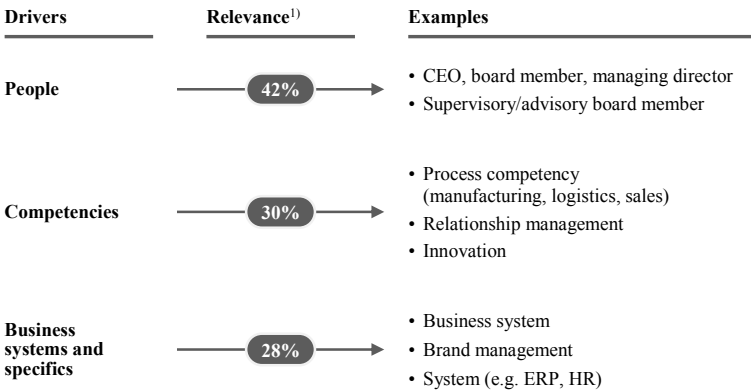 Drivers Relevance1) Examples
People 42% • CEO, board member, managing director
• Supervisory/advisory board member
Competencies 30% • Process competency
(manufacturing, logistics, sales)
• Relationship management
• Innovation
Business
systems and
specifics
28%
• Business system
• Brand management
• System (e.g. ERP, HR)